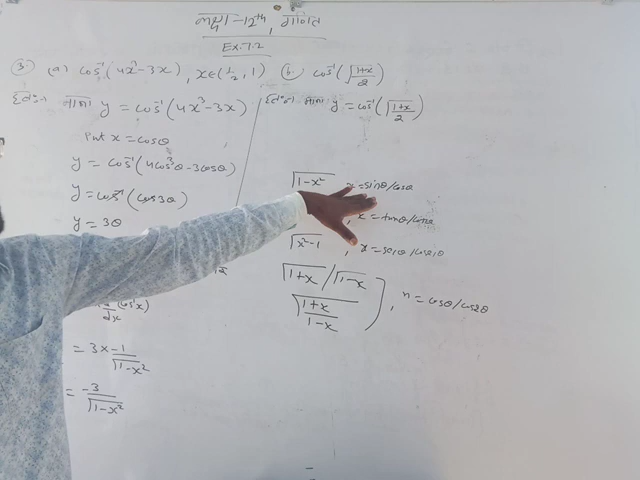 कक्षा-12th, गणित
Ex:-7.2
③ (a) cos⁻¹(4x³-3x), x∈(1/2, 1)
हल:- माना y = cos⁻¹(4x³-3x)
Put x = cosθ
y = cos⁻¹(4cos³θ-3cosθ)
y = cos⁻¹(cos3θ)
y = 3θ
(cos⁻¹x)
dx
= 3x -1/√1-x²
= -3/√1-x²
(b) cos⁻¹(√1+x/2)
हल:- माना y = cos⁻¹(√1+x/2)
√1-x² x=sinθ/cosθ
, x=tanθ/cotθ
√x²-1 , x=secθ/cosecθ
√1+x / √1-x
√1+x/1-x } , x=cosθ/cos2θ